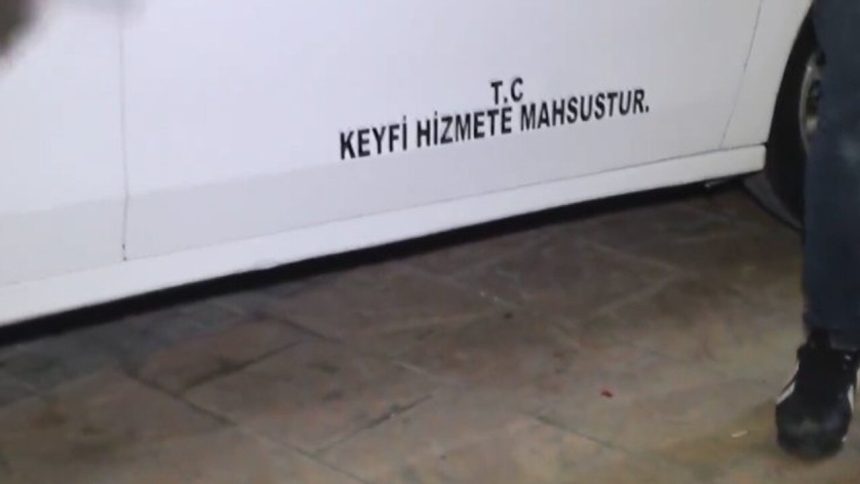 T.C
KEYFİ HİZMETE MAHSUSTUR.